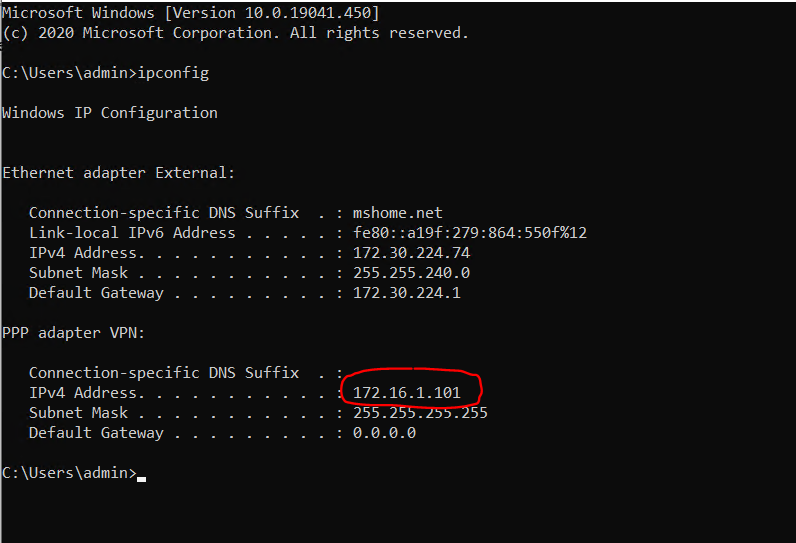 Microsoft Windows [Version 10.0.19041.450]
(c) 2020 Microsoft Corporation. All rights reserved.
C:\Users\admin>ipconfig
Windows IP Configuration
Ethernet adapter External:
   Connection-specific DNS Suffix  . : mshome.net
   Link-local IPv6 Address . . . . . : fe80::a19f:279:864:550f%12
   IPv4 Address. . . . . . . . . . . : 172.30.224.74
   Subnet Mask . . . . . . . . . . . : 255.255.240.0
   Default Gateway . . . . . . . . . : 172.30.224.1
PPP adapter VPN:
   Connection-specific DNS Suffix  . :
   IPv4 Address. . . . . . . . . . . : 172.16.1.101
   Subnet Mask . . . . . . . . . . . : 255.255.255.255
   Default Gateway . . . . . . . . . : 0.0.0.0
C:\Users\admin>